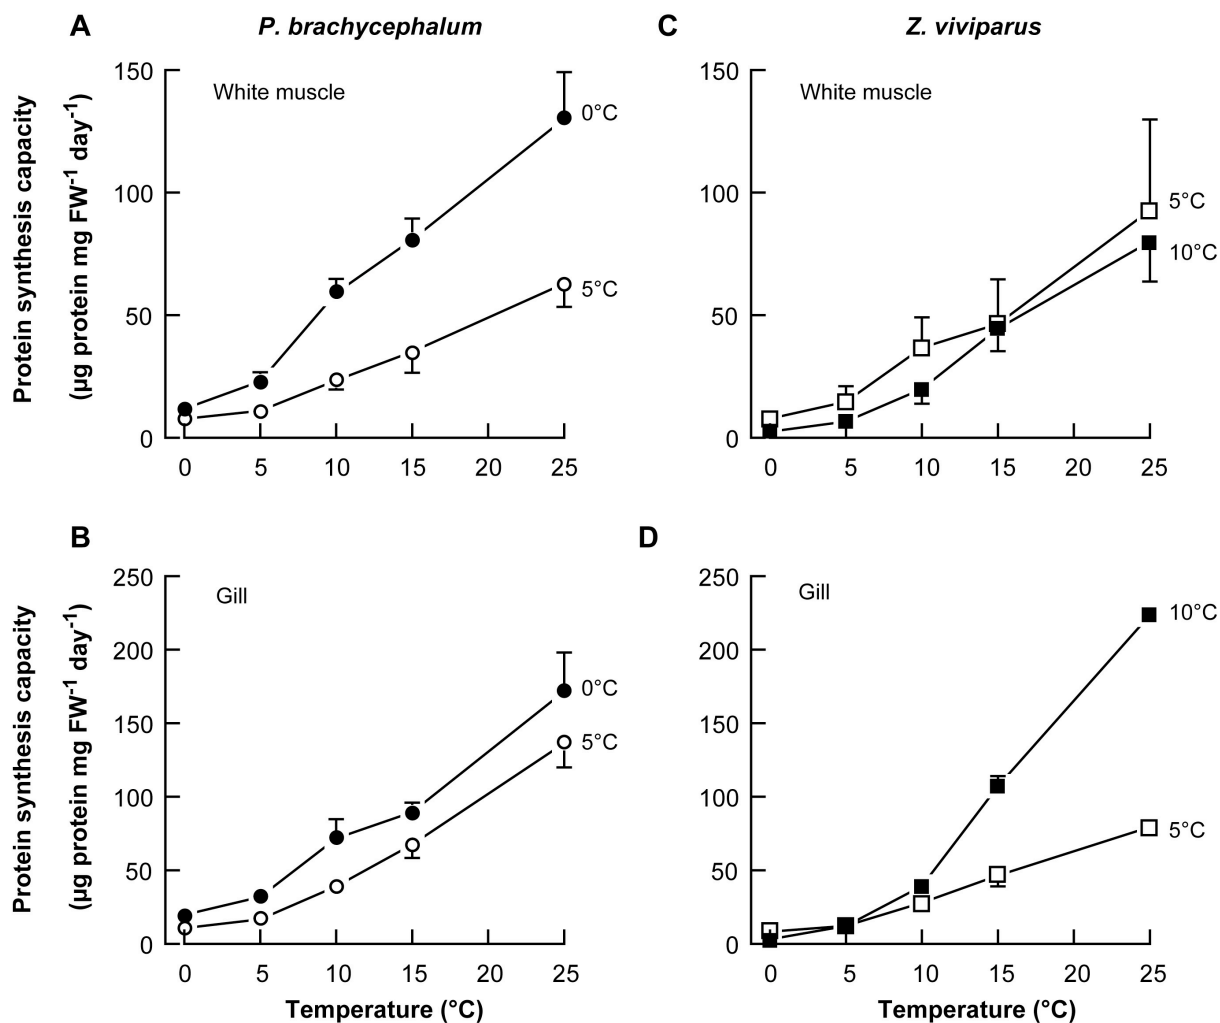 A
P. brachycephalum
White muscle
Protein synthesis capacity
(µg protein mg FW-1 day-1)
150
100
50
0
0°C
5°C
0 5 10 15 20 25
C
Z. viviparus
White muscle
150
100
50
0
5°C
10°C
0 5 10 15 20 25
B
Gill
Protein synthesis capacity
(µg protein mg FW-1 day-1)
250
200
150
100
50
0
0°C
5°C
0 5 10 15 20 25
Temperature (°C)
D
Gill
250
200
150
100
50
0
10°C
5°C
0 5 10 15 20 25
Temperature (°C)